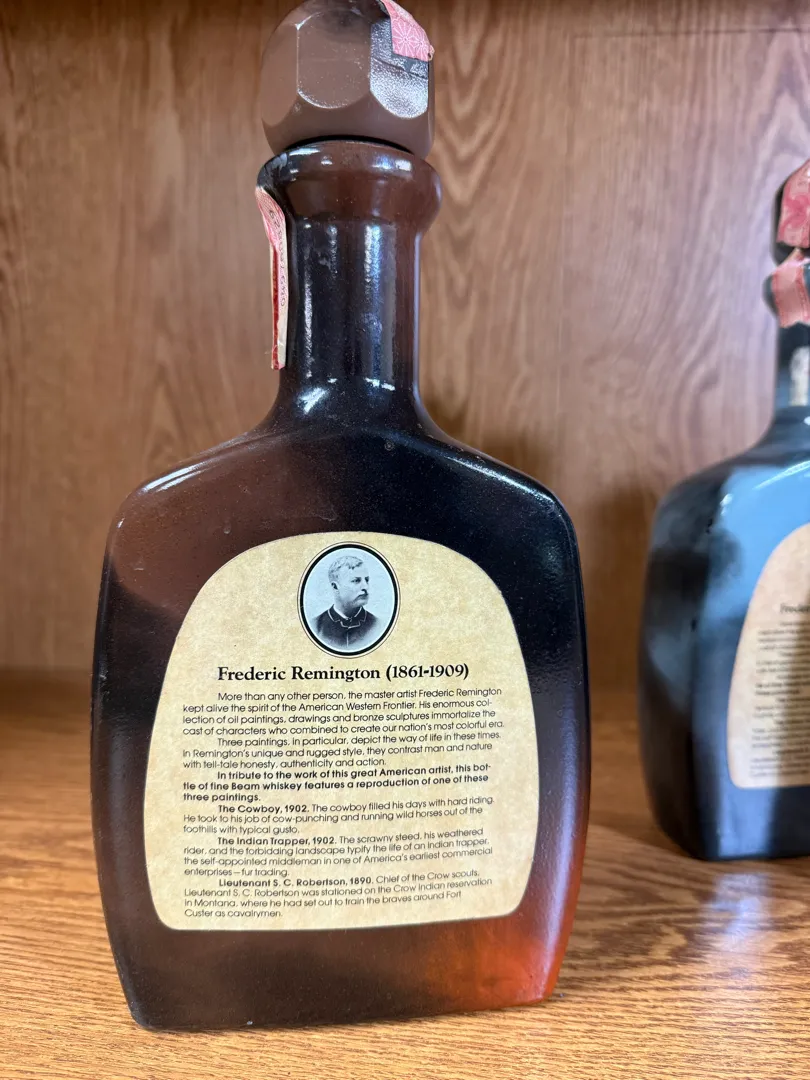 Frederic Remington (1861-1909)
More than any other person, the master artist Frederic Remington
kept alive the spirit of the American Western Frontier. His enormous col-
lection of oil paintings, drawings and bronze sculptures immortalize the
cast of characters who combined to create our nation's most colorful era.
Three paintings, in particular, depict the way of life in these times.
In Remington's unique and rugged style, they contrast man and nature
with tell-tale honesty, authenticity and action.
In tribute to the work of this great American artist, this bot-
tle of fine Beam whiskey features a reproduction of one of these
three paintings.
The Cowboy, 1902. The cowboy filled his days with hard riding.
He took to his job of cow-punching and running wild horses out of the
foothills with typical gusto.
The Indian Trapper, 1902. The scrawny steed, his weathered
rider, and the forbidding landscape typify the life of an Indian trapper,
the self-appointed middleman in one of America's earliest commercial
enterprises—fur trading.
Lieutenant S. C. Robertson, 1890. Chief of the Crow scouts,
Lieutenant S. C. Robertson was stationed on the Crow Indian reservation
in Montana, where he had set out to train the braves around Fort
Custer as cavalrymen.